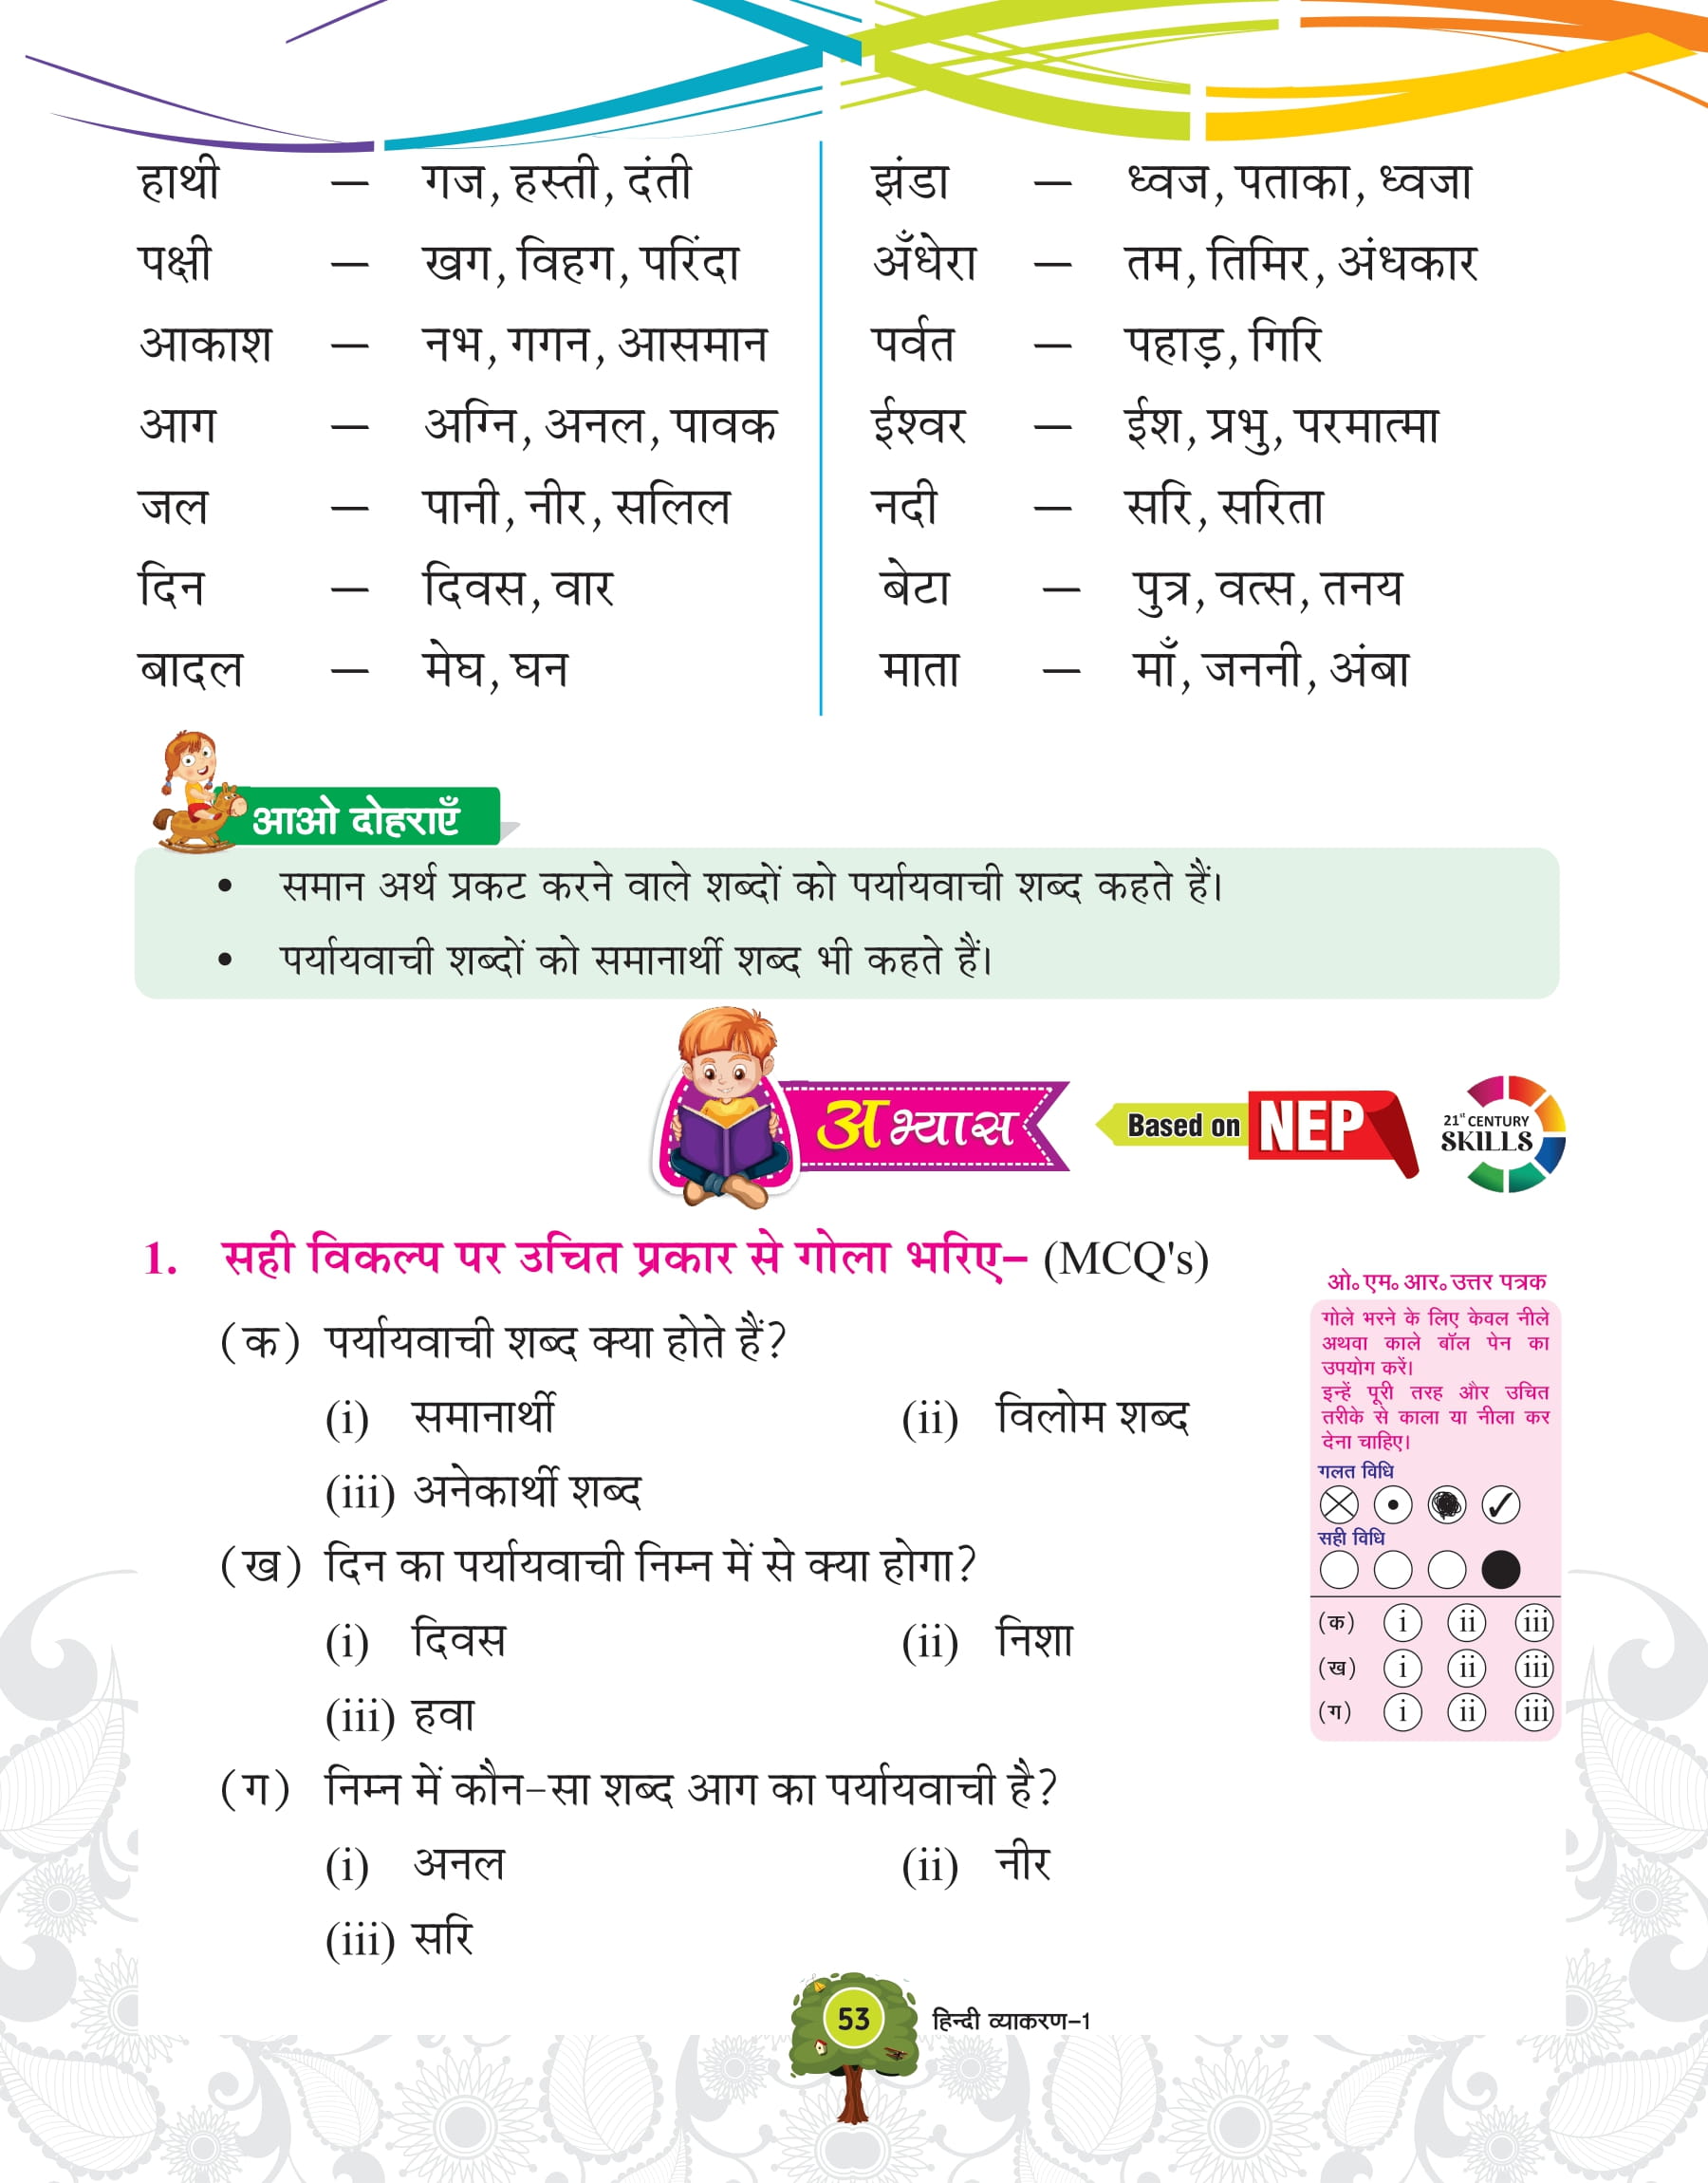 हाथी — गज, हस्ती, दंती
पक्षी — खग, विहग, परिंदा
आकाश — नभ, गगन, आसमान
आग — अग्नि, अनल, पावक
जल — पानी, नीर, सलिल
दिन — दिवस, वार
बादल — मेघ, घन
झंडा — ध्वज, पताका, ध्वजा
अँधेरा — तम, तिमिर, अंधकार
पर्वत — पहाड़, गिरि
ईश्वर — ईश, प्रभु, परमात्मा
नदी — सरि, सरिता
बेटा — पुत्र, वत्स, तनय
माता — माँ, जननी, अंबा
आओ दोहराएँ
• समान अर्थ प्रकट करने वाले शब्दों को पर्यायवाची शब्द कहते हैं।
• पर्यायवाची शब्दों को समानार्थी शब्द भी कहते हैं।
अभ्यास
Based on NEP
21st CENTURY
SKILLS
1. सही विकल्प पर उचित प्रकार से गोला भरिए– (MCQ's)
(क) पर्यायवाची शब्द क्या होते हैं?
(i) समानार्थी (ii) विलोम शब्द
(iii) अनेकार्थी शब्द
(ख) दिन का पर्यायवाची निम्न में से क्या होगा?
(i) दिवस (ii) निशा
(iii) हवा
(ग) निम्न में कौन-सा शब्द आग का पर्यायवाची है?
(i) अनल (ii) नीर
(iii) सरि
ओ॰ एम॰ आर॰ उत्तर पत्रक
गोले भरने के लिए केवल नीले
अथवा काले बॉल पेन का
उपयोग करें।
इन्हें पूरी तरह और उचित
तरीके से काला या नीला कर
देना चाहिए।
गलत विधि
सही विधि
(क) i ii iii
(ख) i ii iii
(ग) i ii iii
53
हिन्दी व्याकरण-1